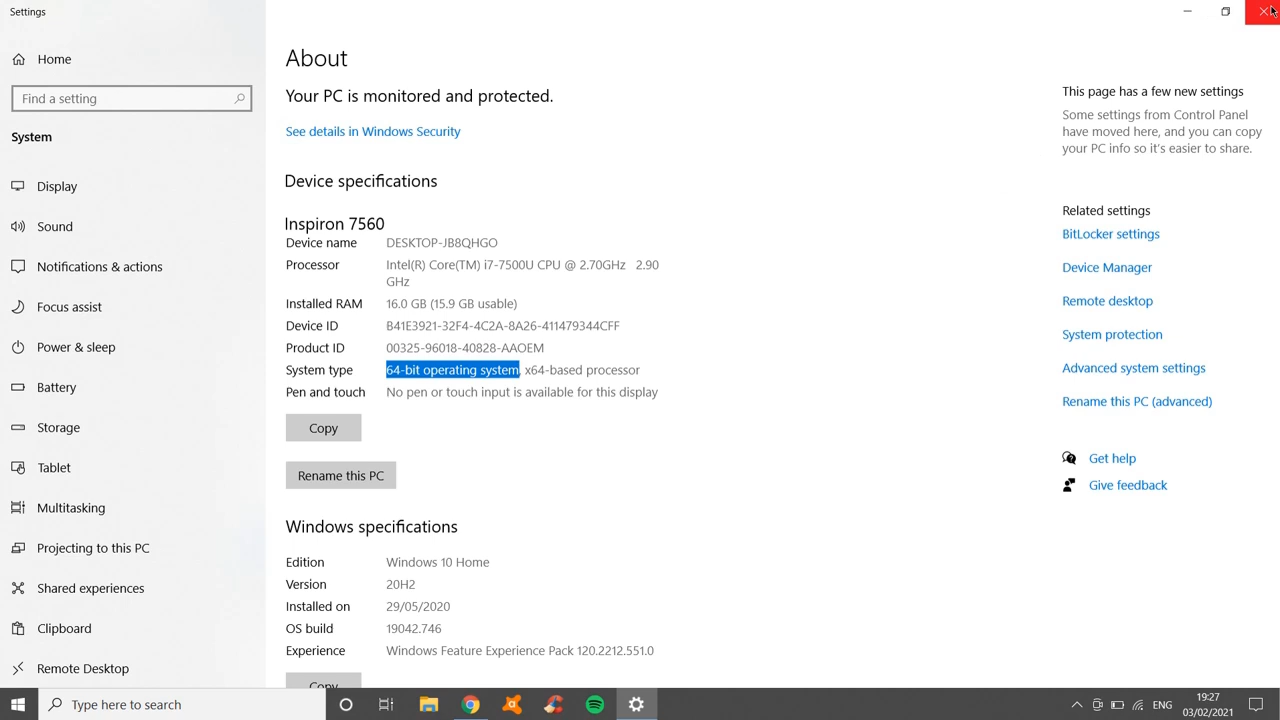 Settings
Home
Find a setting
System
Display
Sound
Notifications & actions
Focus assist
Power & sleep
Battery
Storage
Tablet
Multitasking
Projecting to this PC
Shared experiences
Clipboard
Remote Desktop
About
Your PC is monitored and protected.
See details in Windows Security
Device specifications
Inspiron 7560
Device name DESKTOP-JB8QHGO
Processor Intel(R) Core(TM) i7-7500U CPU @ 2.70GHz 2.90
GHz
Installed RAM 16.0 GB (15.9 GB usable)
Device ID B41E3921-32F4-4C2A-8A26-411479344CFF
Product ID 00325-96018-40828-AAOEM
System type 64-bit operating system, x64-based processor
Pen and touch No pen or touch input is available for this display
Copy
Rename this PC
Windows specifications
Edition Windows 10 Home
Version 20H2
Installed on 29/05/2020
OS build 19042.746
Experience Windows Feature Experience Pack 120.2212.551.0
Copy
This page has a few new settings
Some settings from Control Panel
have moved here, and you can copy
your PC info so it's easier to share.
Related settings
BitLocker settings
Device Manager
Remote desktop
System protection
Advanced system settings
Rename this PC (advanced)
Get help
Give feedback
Type here to search
ENG
19:27
03/02/2021